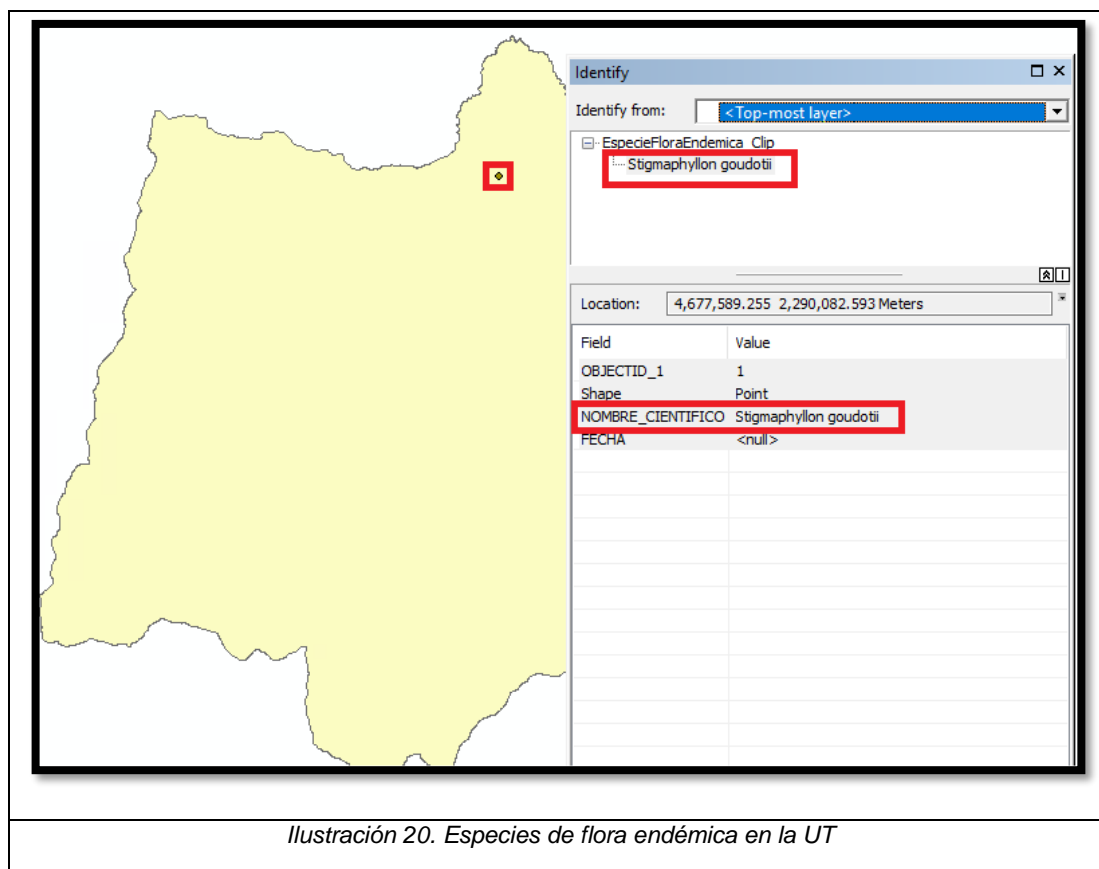 Identify
Identify from: <Top-most layer>
EspecieFloraEndemica_Clip
Stigmaphyllon goudotii
Location: 4,677,589.255 2,290,082.593 Meters
Field Value
OBJECTID_1 1
Shape Point
NOMBRE_CIENTIFICO Stigmaphyllon goudotii
FECHA <null>
Ilustración 20. Especies de flora endémica en la UT